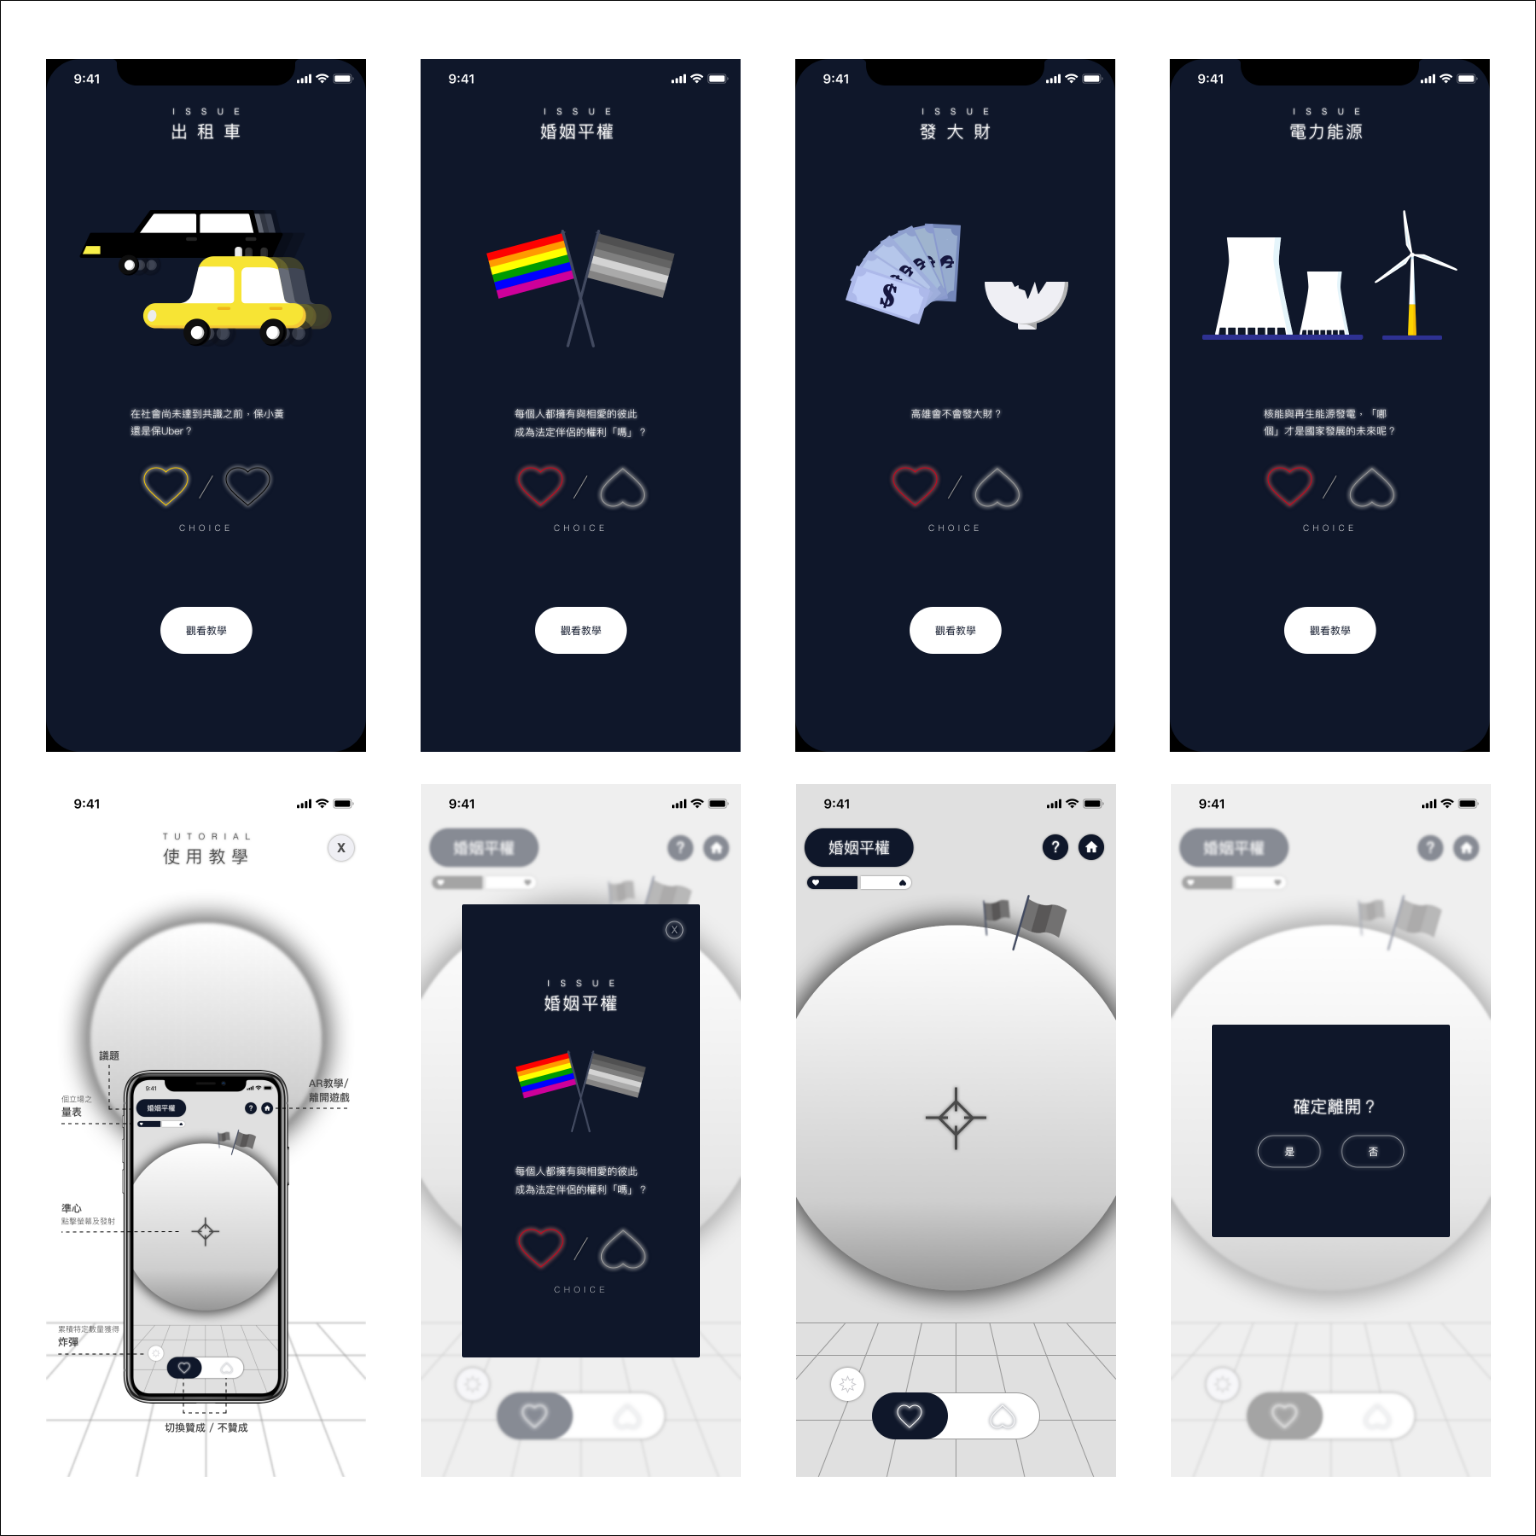 9:41
ISSUE
出租車
在社會尚未達到共識之前，保小黃
還是保Uber？
CHOICE
觀看教學
9:41
ISSUE
婚姻平權
每個人都擁有與相愛的彼此
成為法定伴侶的權利「嗎」？
CHOICE
觀看教學
9:41
ISSUE
發大財
高雄會不會發大財？
CHOICE
觀看教學
9:41
ISSUE
電力能源
核能與再生能源發電，「哪
個」才是國家發展的未來呢？
CHOICE
觀看教學
9:41
TUTORIAL
使用教學
X
議題
AR教學/
離開遊戲
個立場之
量表
9:41
婚姻平權
?
準心
點擊螢幕及發射
累積特定數量獲得
炸彈
切換贊成 / 不贊成
9:41
婚姻平權
?
X
ISSUE
婚姻平權
每個人都擁有與相愛的彼此
成為法定伴侶的權利「嗎」？
CHOICE
9:41
婚姻平權
?
9:41
婚姻平權
?
確定離開？
是
否